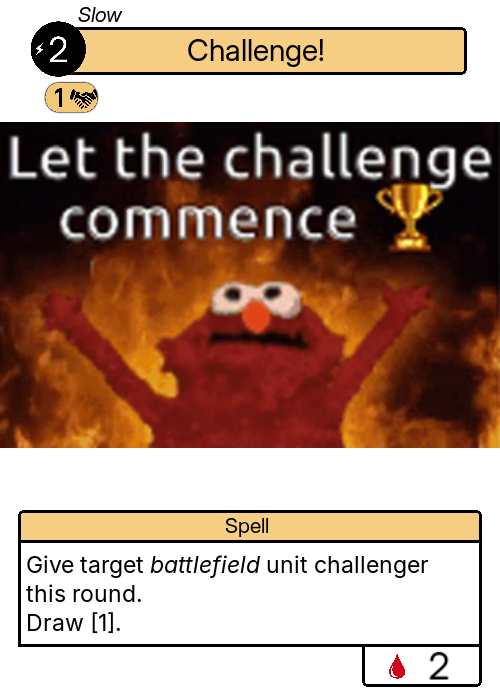 Slow
2
Challenge!
1
Let the challenge
commence
Spell
Give target battlefield unit challenger
this round.
Draw [1].
2